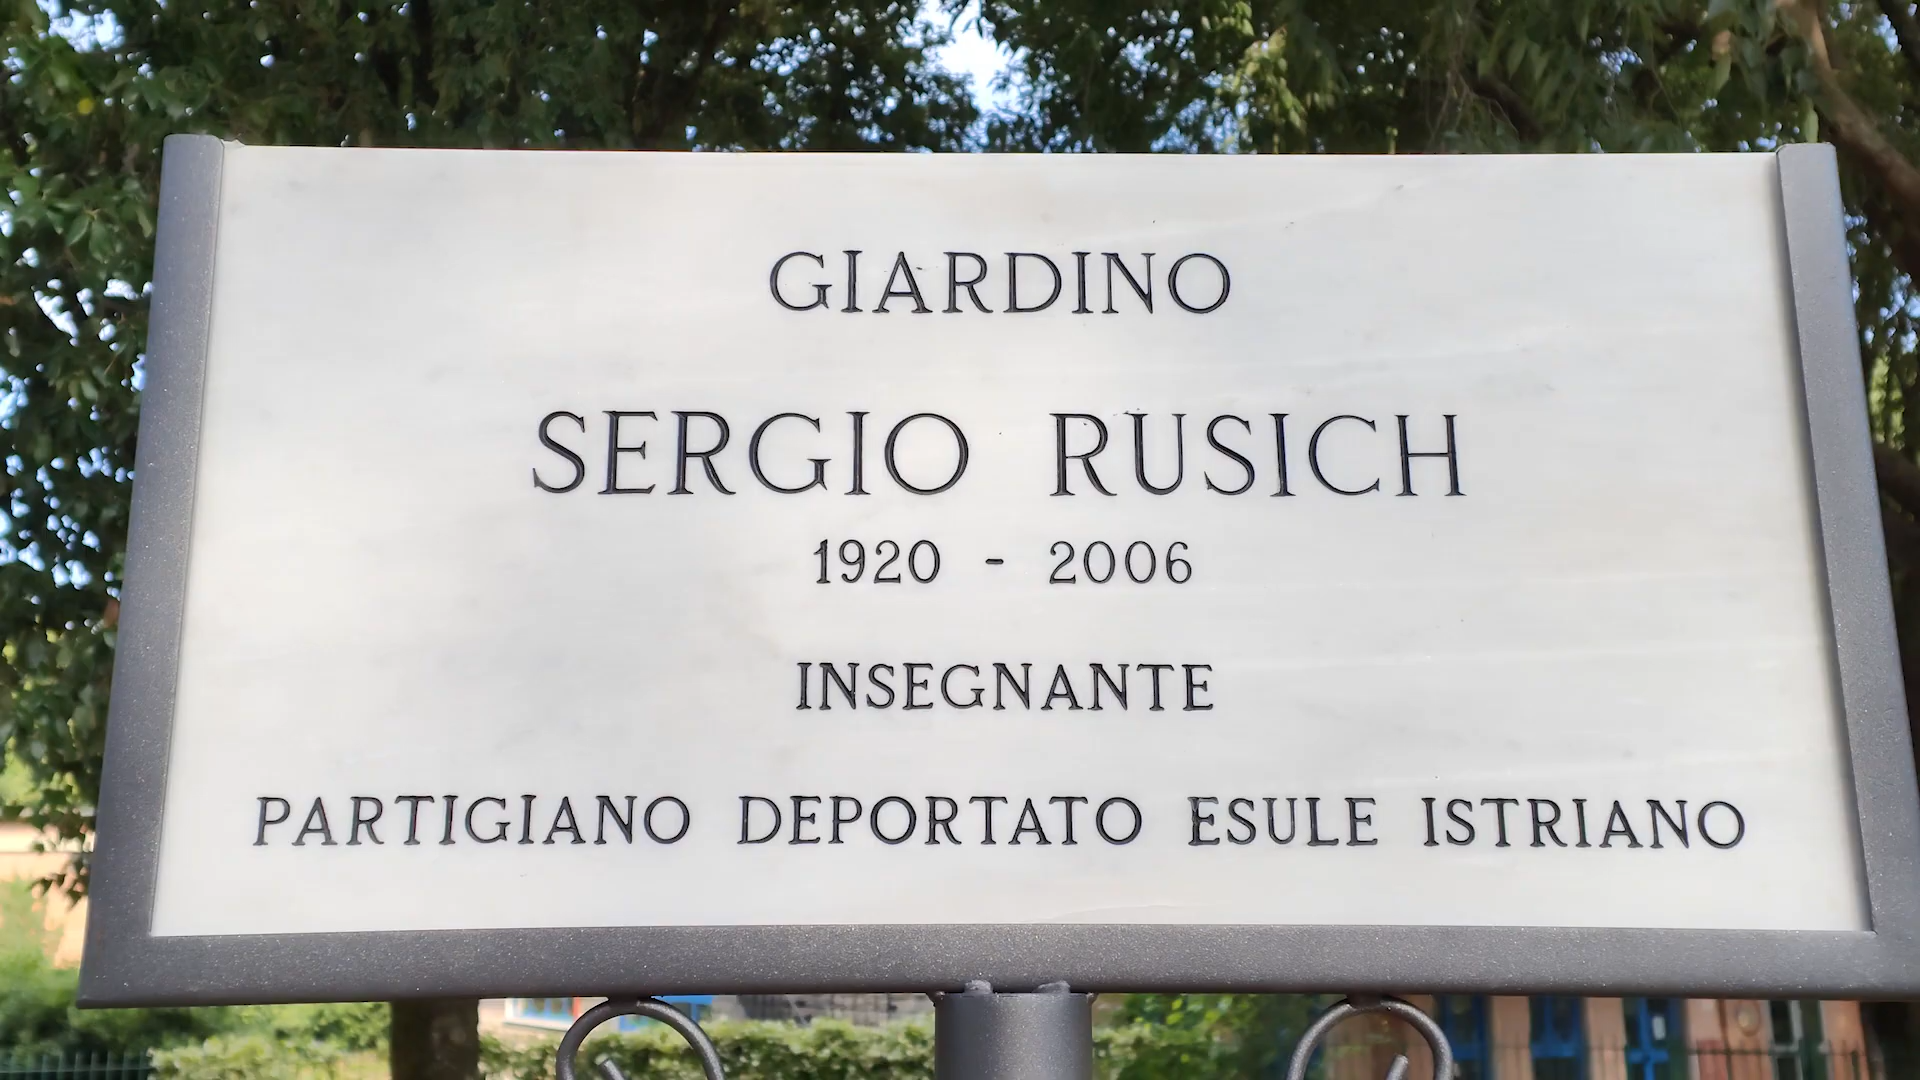 GIARDINO
SERGIO RUSICH
1920 - 2006
INSEGNANTE
PARTIGIANO DEPORTATO ESULE ISTRIANO